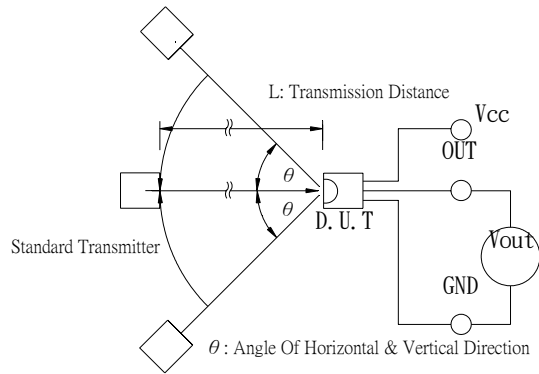 L: Transmission Distance
Vcc
OUT
θ
θ
D.U.T
Standard Transmitter
Vout
GND
θ : Angle Of Horizontal & Vertical Direction